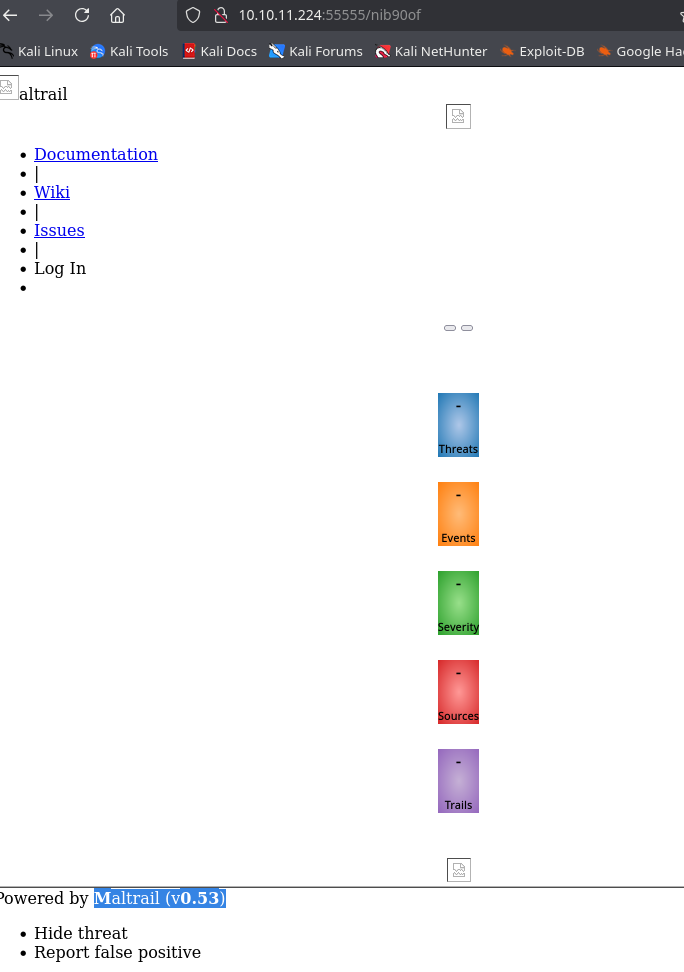 10.10.11.224:55555/nib90of
Kali Linux Kali Tools Kali Docs Kali Forums Kali NetHunter Exploit-DB Google Ha
altrail
Documentation
|
Wiki
|
Issues
|
Log In
-
Threats
-
Events
-
Severity
-
Sources
-
Trails
Powered by Maltrail (v0.53)
Hide threat
Report false positive